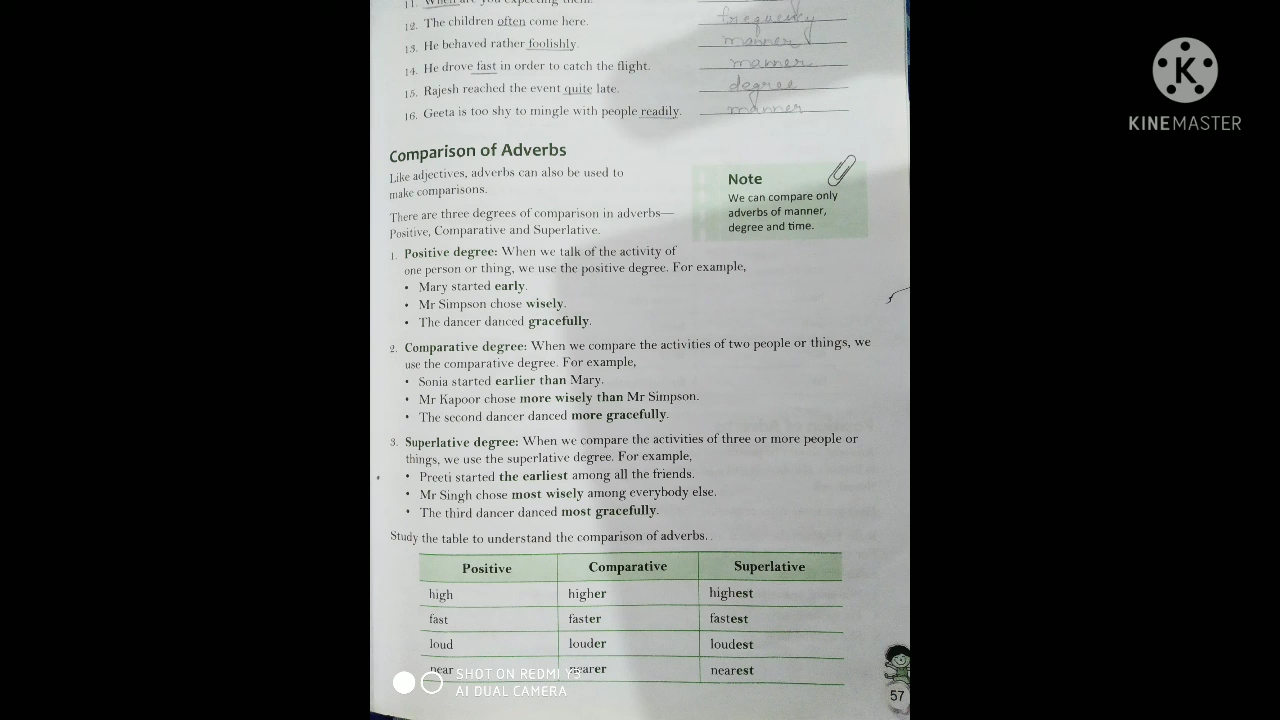 11. When are you expecting them?
12. The children often come here.
frequency
13. He behaved rather foolishly.
manner
14. He drove fast in order to catch the flight.
manner
15. Rajesh reached the event quite late.
degree
16. Geeta is too shy to mingle with people readily.
manner
Comparison of Adverbs
Like adjectives, adverbs can also be used to
make comparisons.
There are three degrees of comparison in adverbs—
Positive, Comparative and Superlative.
Note
We can compare only
adverbs of manner,
degree and time.
1. Positive degree: When we talk of the activity of
one person or thing, we use the positive degree. For example,
• Mary started early.
• Mr Simpson chose wisely.
• The dancer danced gracefully.
2. Comparative degree: When we compare the activities of two people or things, we
use the comparative degree. For example,
• Sonia started earlier than Mary.
• Mr Kapoor chose more wisely than Mr Simpson.
• The second dancer danced more gracefully.
3. Superlative degree: When we compare the activities of three or more people or
things, we use the superlative degree. For example,
• Preeti started the earliest among all the friends.
• Mr Singh chose most wisely among everybody else.
• The third dancer danced most gracefully.
Study the table to understand the comparison of adverbs..
Positive Comparative Superlative
high higher highest
fast faster fastest
loud louder loudest
near nearer nearest
57
SHOT ON REDMI Y3
AI DUAL CAMERA
K
KINEMASTER